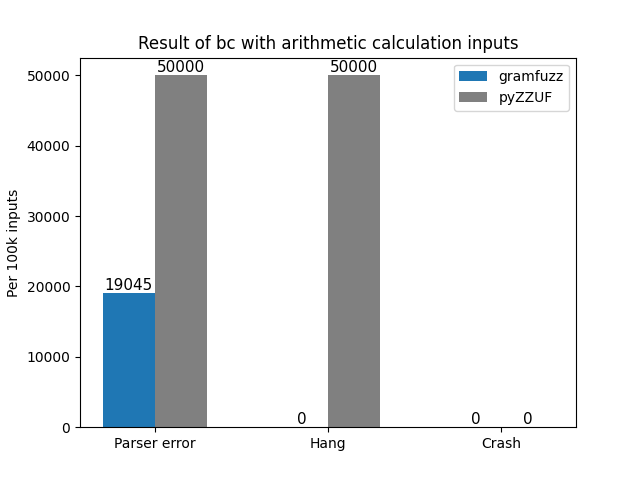 Result of bc with arithmetic calculation inputs
gramfuzz
pyZZUF
Per 100k inputs
50000
40000
30000
20000
10000
0
19045
50000
0
50000
0
0
Parser error
Hang
Crash